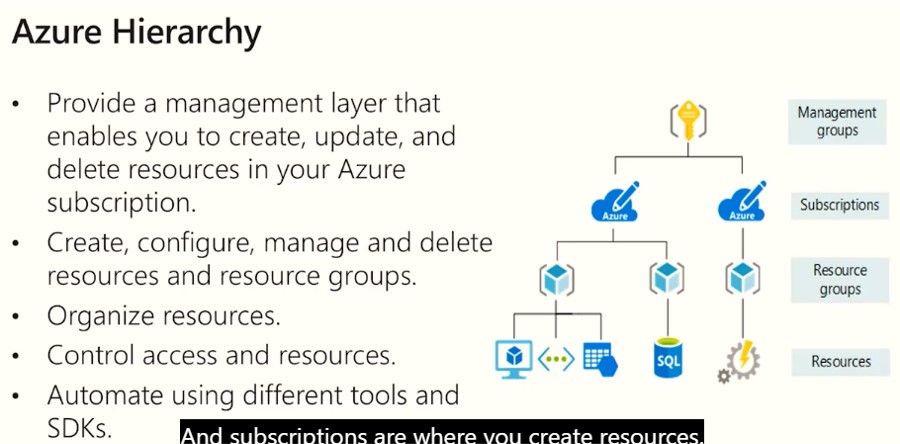 Azure Hierarchy
• Provide a management layer that
enables you to create, update, and
delete resources in your Azure
subscription.
• Create, configure, manage and delete
resources and resource groups.
• Organize resources.
• Control access and resources.
• Automate using different tools and
SDKs.
Management
groups
Azure
Azure
Subscriptions
Resource
groups
SQL
Resources
And subscriptions are where you create resources.